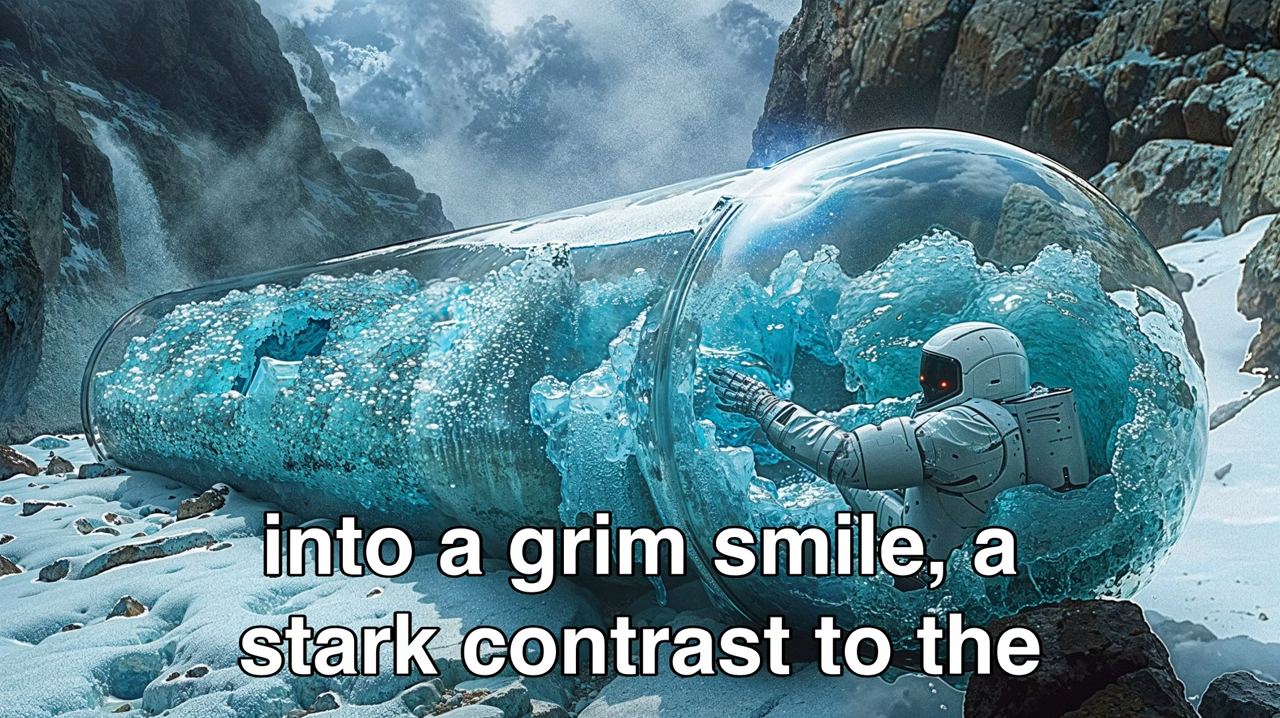 into a grim smile, a
stark contrast to the